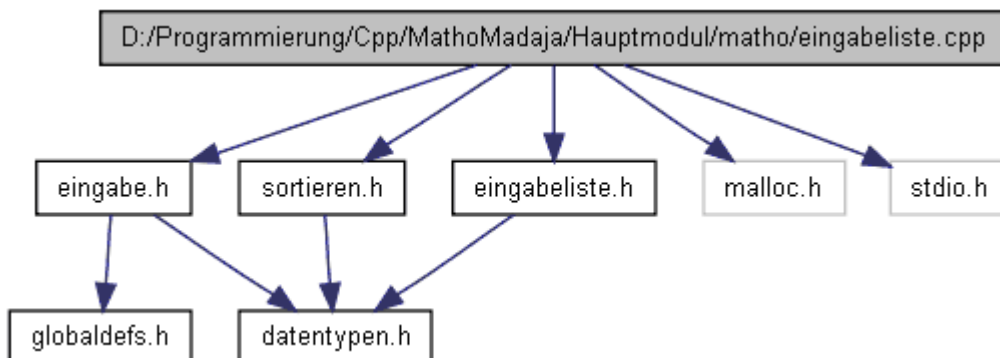 D:/Programmierung/Cpp/MathoMadaja/Hauptmodul/matho/eingabeliste.cpp
eingabe.h
sortieren.h
eingabeliste.h
malloc.h
stdio.h
globaldefs.h
datentypen.h